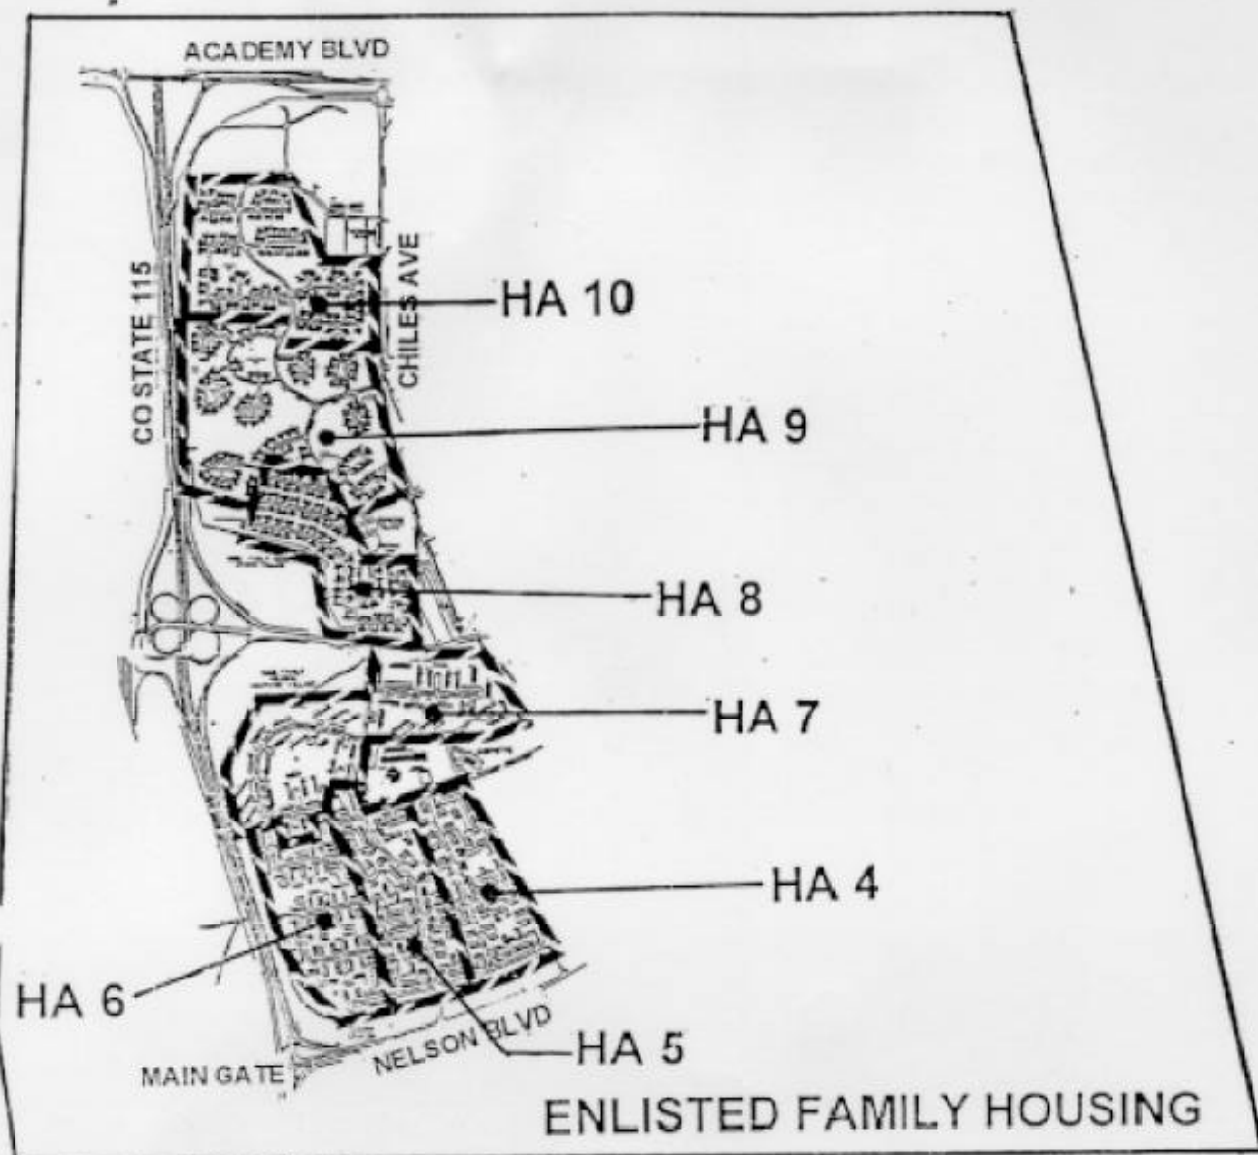 ACADEMY BLVD
CO STATE 115
CHILES AVE
HA 10
HA 9
HA 8
HA 7
HA 4
HA 6
HA 5
NELSON BLVD
MAIN GATE
ENLISTED FAMILY HOUSING